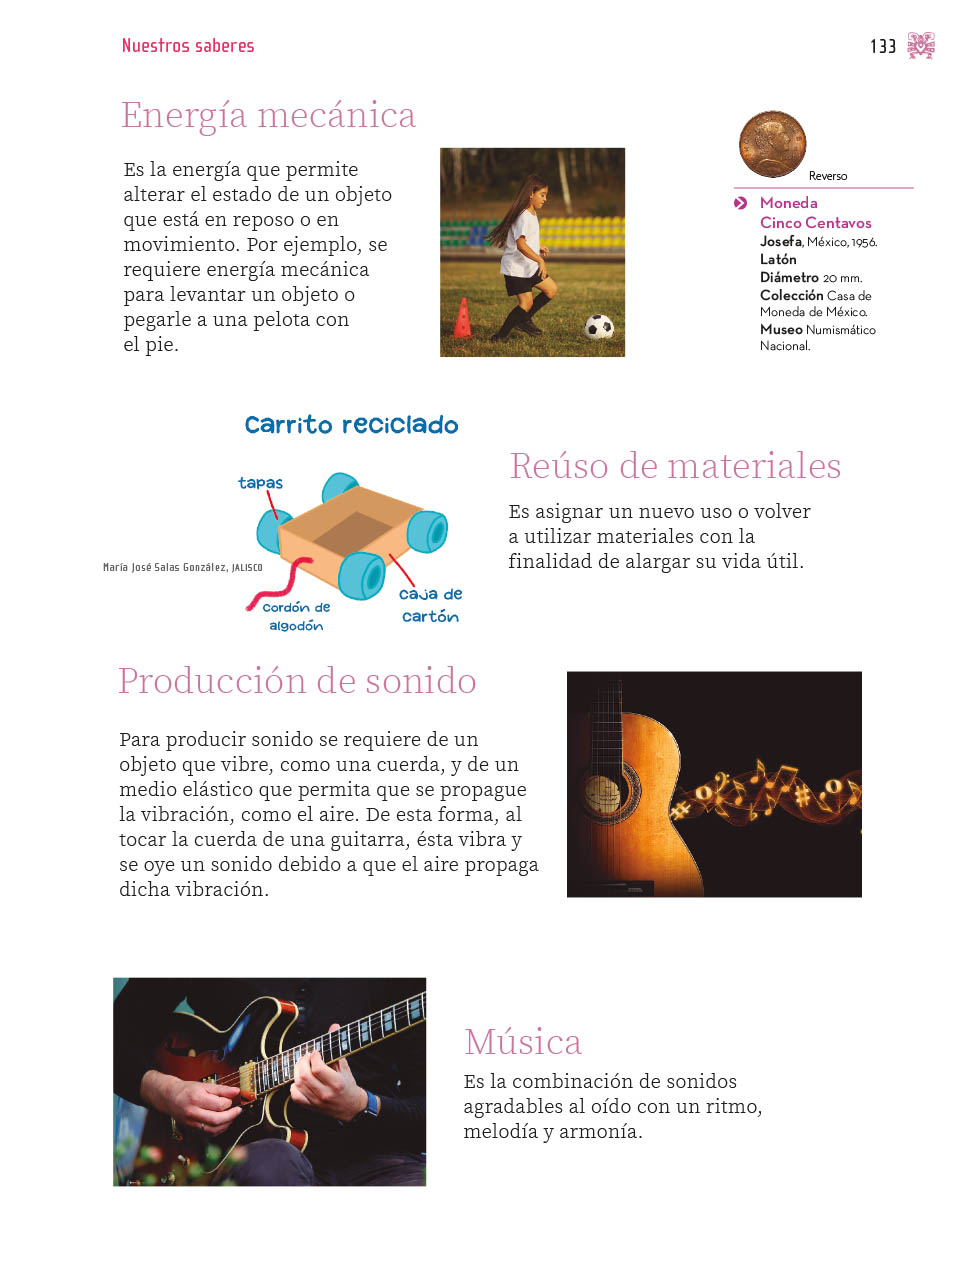 Nuestros saberes
133
Energía mecánica
Es la energía que permite
alterar el estado de un objeto
que está en reposo o en
movimiento. Por ejemplo, se
requiere energía mecánica
para levantar un objeto o
pegarle a una pelota con
el pie.
Reverso
Moneda
Cinco Centavos
Josefa, México, 1956.
Latón
Diámetro 20 mm.
Colección Casa de
Moneda de México.
Museo Numismático
Nacional.
Carrito reciclado
tapas
María José Salas González, JALISCO
cordón de
algodón
caja de
cartón
Reúso de materiales
Es asignar un nuevo uso o volver
a utilizar materiales con la
finalidad de alargar su vida útil.
Producción de sonido
Para producir sonido se requiere de un
objeto que vibre, como una cuerda, y de un
medio elástico que permita que se propague
la vibración, como el aire. De esta forma, al
tocar la cuerda de una guitarra, ésta vibra y
se oye un sonido debido a que el aire propaga
dicha vibración.
Música
Es la combinación de sonidos
agradables al oído con un ritmo,
melodía y armonía.